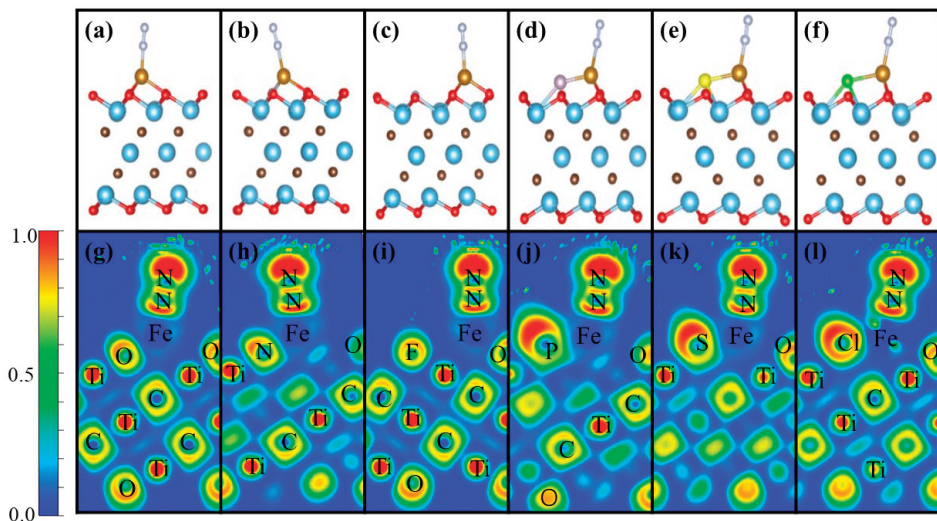 (a) (b) (c) (d) (e) (f)
1.0 (g) (h) (i) (j) (k) (l)
N N N N N N
N N N N N N
Fe Fe Fe Fe Fe Fe
O O N O F O P O S O Cl
Ti Ti Ti Ti Ti Ti Ti Ti
0.5
C C C C C C
Ti Ti Ti Ti Ti
C C C C C
Ti Ti Ti Ti Ti
O O O
0.0